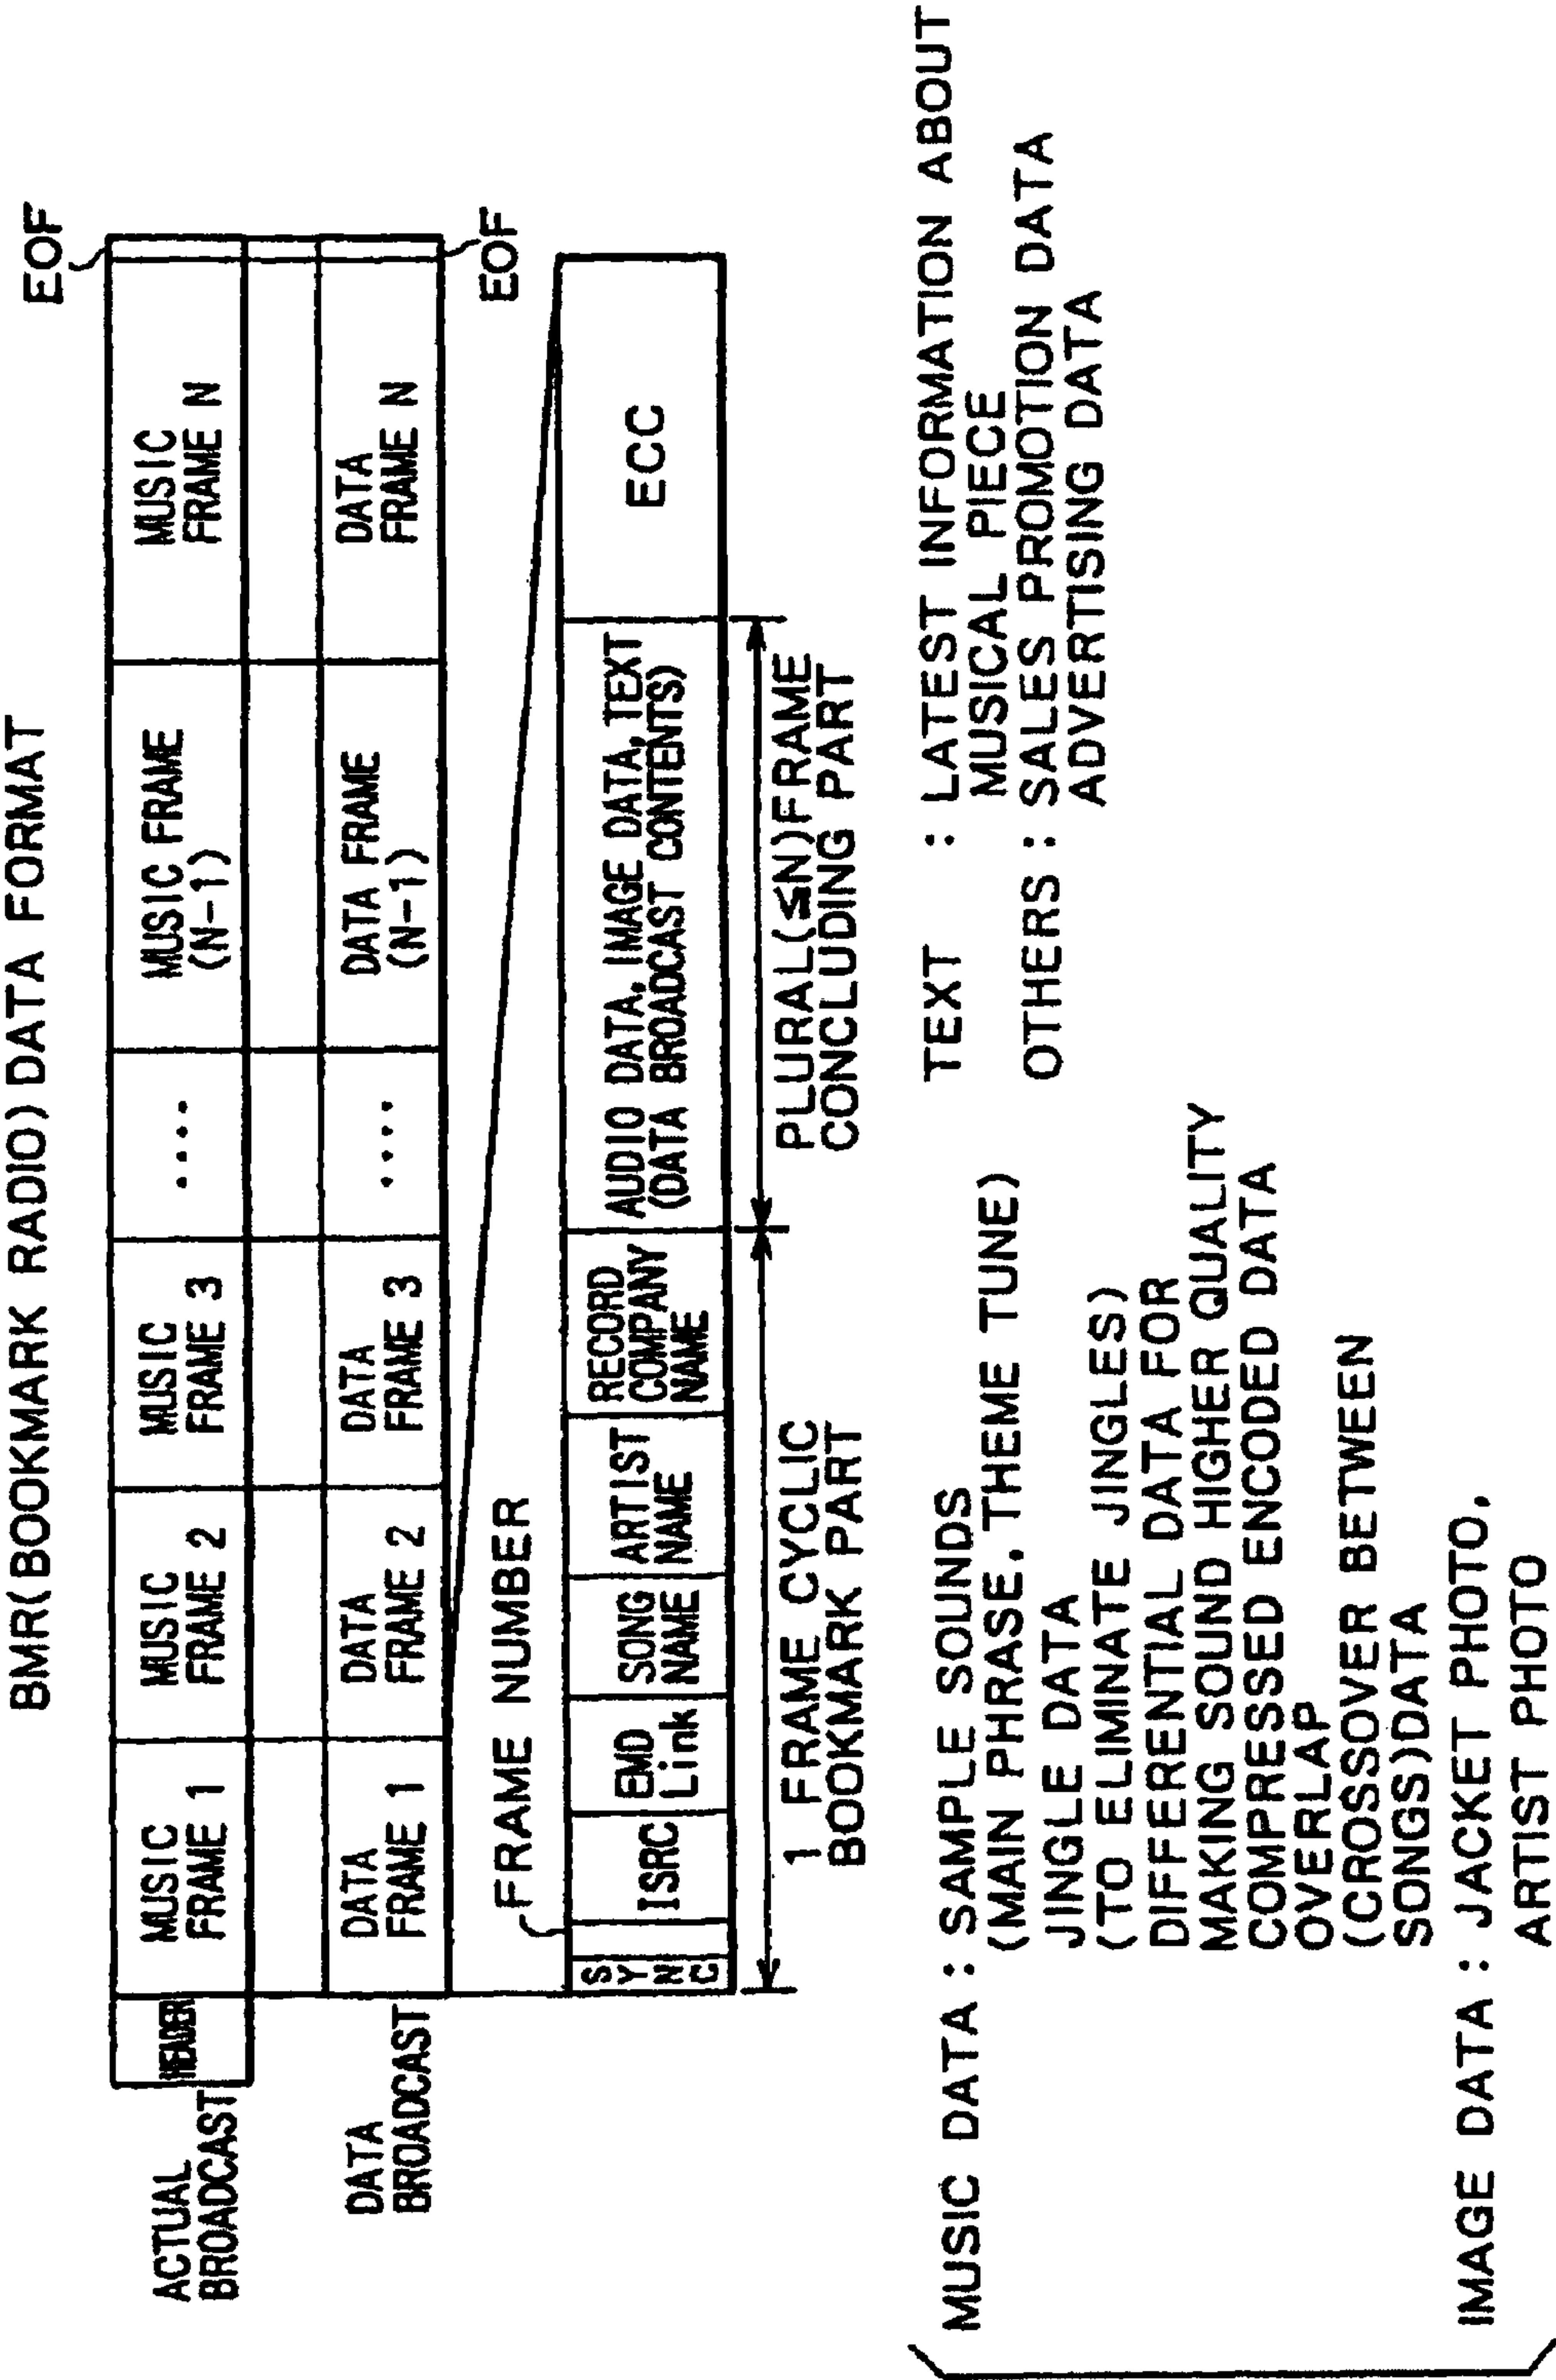 BMR(BOOKMARK RADIO) DATA FORMAT
EOF
ACTUAL
BROADCAST
HEADER
MUSIC
FRAME 1
MUSIC
FRAME 2
MUSIC
FRAME 3
....
MUSIC FRAME
(N-1)
MUSIC
FRAME N
DATA
BROADCAST
DATA
FRAME 1
DATA
FRAME 2
DATA
FRAME 3
....
DATA FRAME
(N-1)
DATA
FRAME N
EOF
FRAME NUMBER
SYNC
ISRC
EMD
Link
SONG
NAME
ARTIST
NAME
RECORD
COMPANY
NAME
AUDIO DATA, IMAGE DATA, TEXT
(DATA BROADCAST CONTENTS)
ECC
1 FRAME CYCLIC
BOOKMARK PART
PLURAL(≦N)FRAME
CONCLUDING PART
MUSIC DATA : SAMPLE SOUNDS
(MAIN PHRASE, THEME TUNE)
JINGLE DATA
(TO ELIMINATE JINGLES)
DIFFERENTIAL DATA FOR
MAKING SOUND HIGHER QUALITY
COMPRESSED ENCODED DATA
OVERLAP
(CROSSOVER BETWEEN
SONGS)DATA
IMAGE DATA : JACKET PHOTO,
ARTIST PHOTO
TEXT : LATEST INFORMATION ABOUT
MUSICAL PIECE
OTHERS : SALES PROMOTION DATA
ADVERTISING DATA